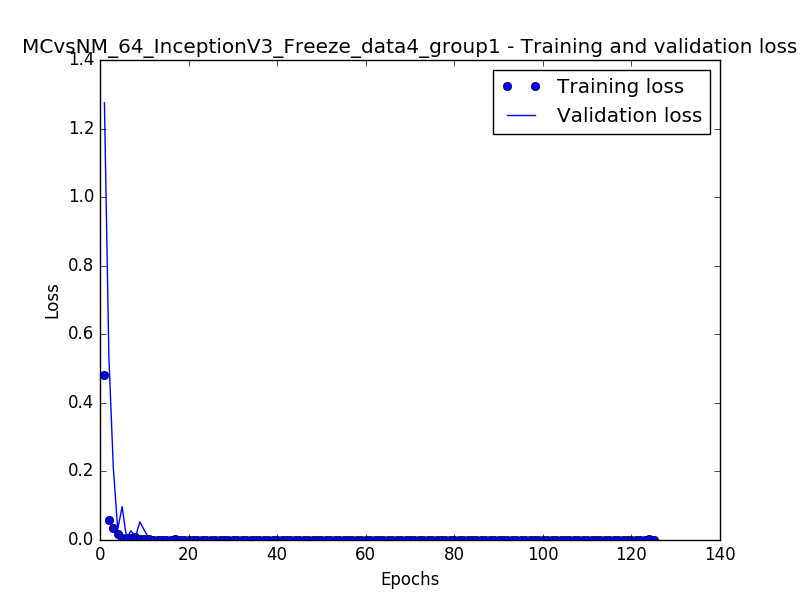 MCvsNM_64_InceptionV3_Freeze_data4_group1 - Training and validation loss
1.4
1.2
1.0
0.8
0.6
0.4
0.2
0.0
Loss
Training loss
Validation loss
0 20 40 60 80 100 120 140
Epochs